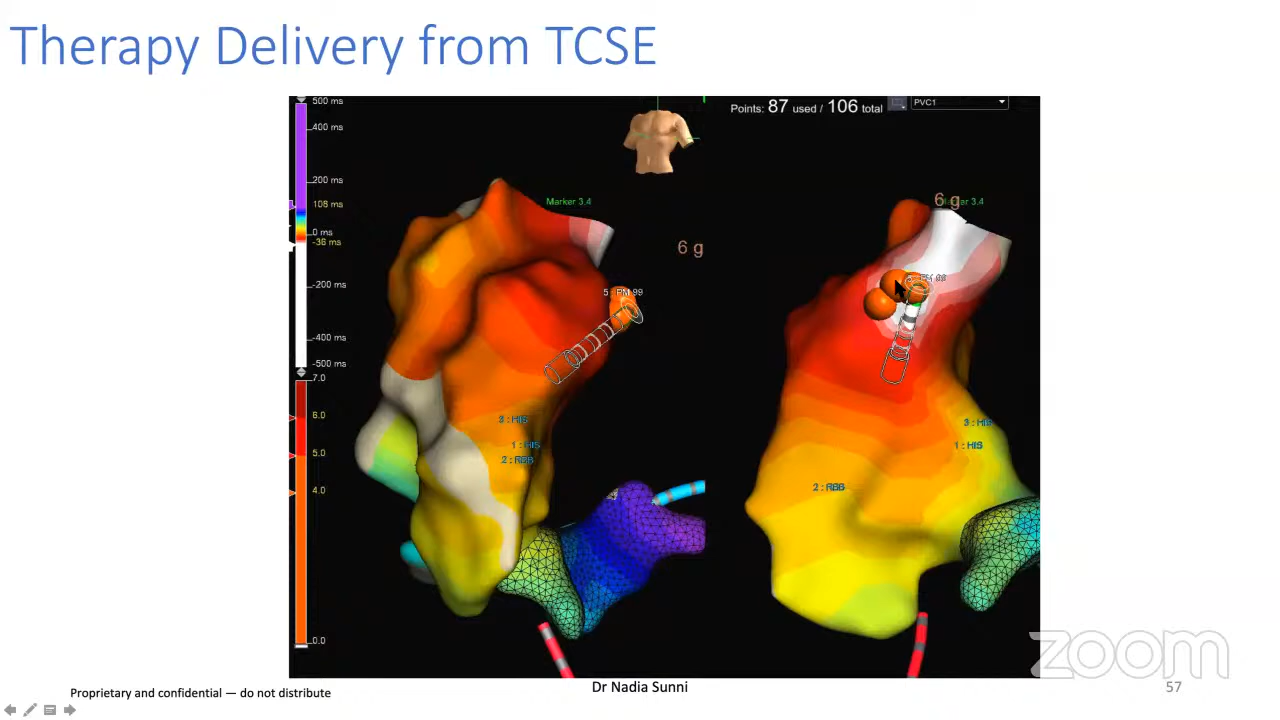 Therapy Delivery from TCSE
500 ms
400 ms
200 ms
108 ms
0 ms
-36 ms
-200 ms
-400 ms
-500 ms
7.0
6.0
5.0
4.0
0.0
Points: 87 used / 106 total
PVC1
Marker 3.4
6 g
5 : PM 99
3 : HIS
1 : HIS
2 : RBB
6 g
3.4
3 : HIS
1 : HIS
2 : RBB
zoom
Proprietary and confidential — do not distribute
Dr Nadia Sunni
57